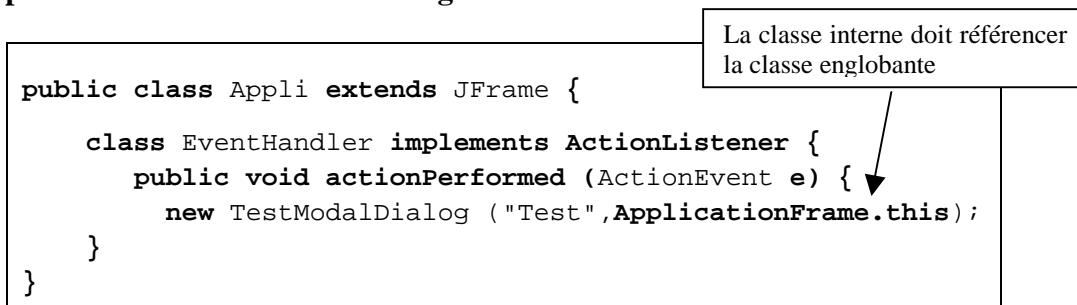 La classe interne doit référencer
la classe englobante
public class Appli extends JFrame {
class EventHandler implements ActionListener {
public void actionPerformed (ActionEvent e) {
new TestModalDialog ("Test",ApplicationFrame.this);
}
}